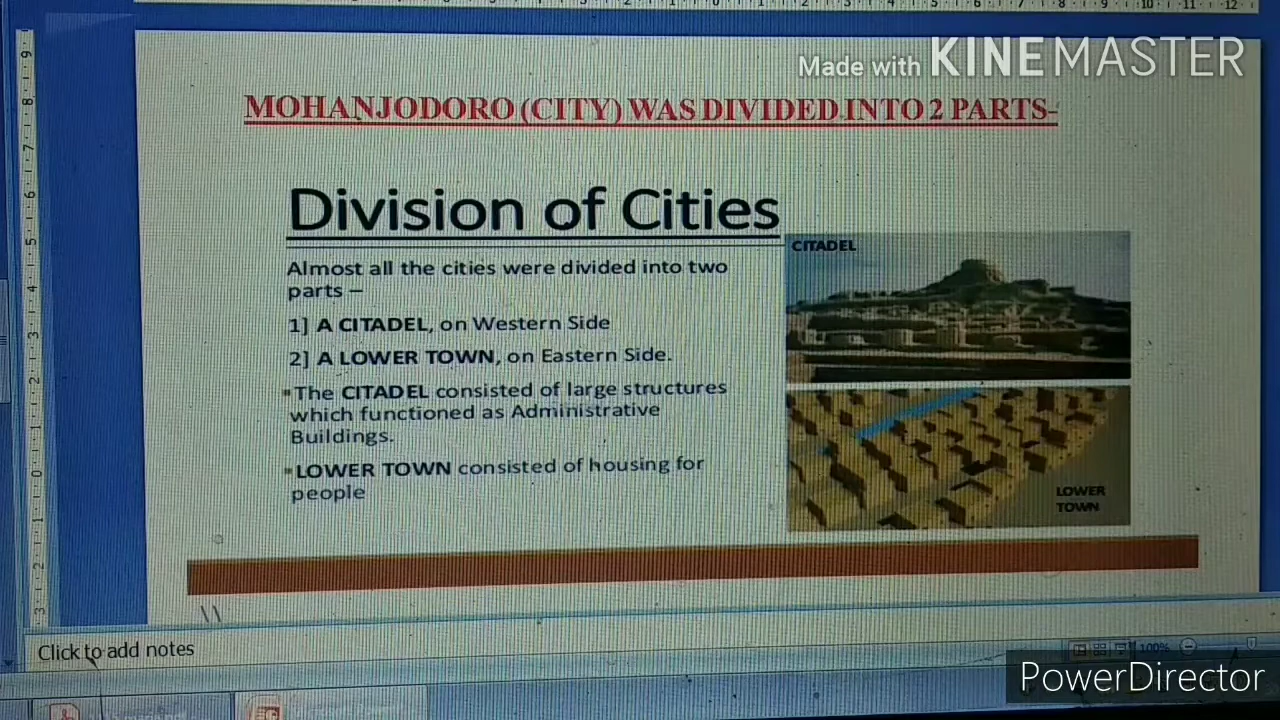 Made with KINEMASTER
MOHANJODORO (CITY) WAS DIVIDED INTO 2 PARTS-
Division of Cities
CITADEL
Almost all the cities were divided into two
parts –
1] A CITADEL, on Western Side
2] A LOWER TOWN, on Eastern Side.
▪The CITADEL consisted of large structures
which functioned as Administrative
Buildings.
▪LOWER TOWN consisted of housing for
people
LOWER
TOWN
Click to add notes
100%
PowerDirector